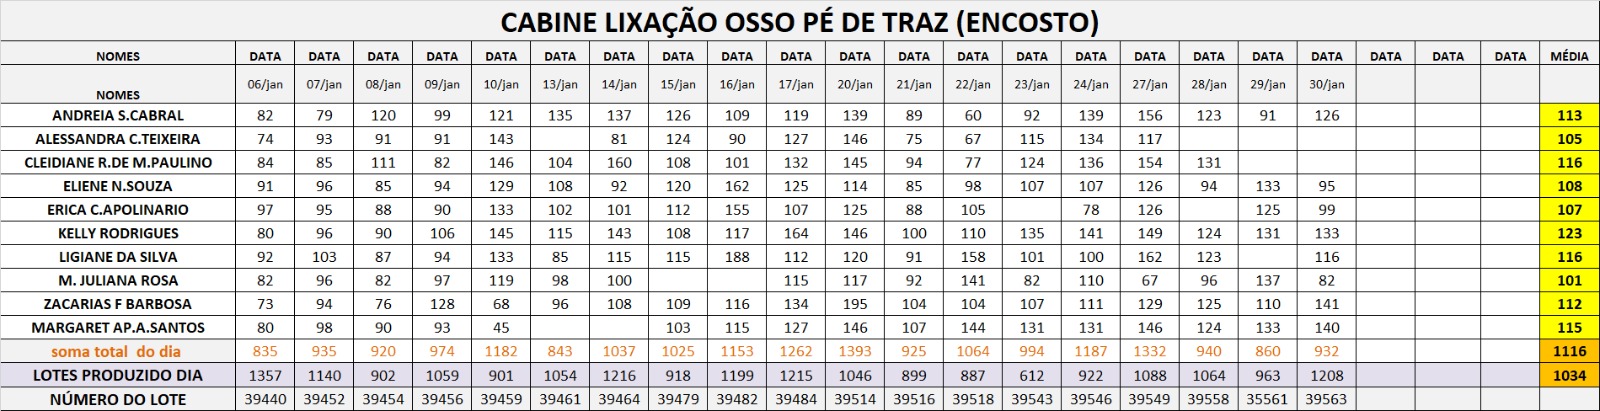 CABINE LIXAÇÃO OSSO PÉ DE TRAZ (ENCOSTO)
NOMES DATA DATA DATA DATA DATA DATA DATA DATA DATA DATA DATA DATA DATA DATA DATA DATA DATA DATA DATA DATA DATA DATA MÉDIA
NOMES 06/jan 07/jan 08/jan 09/jan 10/jan 13/jan 14/jan 15/jan 16/jan 17/jan 20/jan 21/jan 22/jan 23/jan 24/jan 27/jan 28/jan 29/jan 30/jan
ANDREIA S.CABRAL 82 79 120 99 121 135 137 126 109 119 139 89 60 92 139 156 123 91 126 113
ALESSANDRA C.TEIXEIRA 74 93 91 91 143 81 124 90 127 146 75 67 115 134 117 105
CLEIDIANE R.DE M.PAULINO 84 85 111 82 146 104 160 108 101 132 145 94 77 124 136 154 131 116
ELIENE N.SOUZA 91 96 85 94 129 108 92 120 162 125 114 85 98 107 107 126 94 133 95 108
ERICA C.APOLINARIO 97 95 88 90 133 102 101 112 155 107 125 88 105 78 126 125 99 107
KELLY RODRIGUES 80 96 90 106 145 115 143 108 117 164 146 100 110 135 141 149 124 131 133 123
LIGIANE DA SILVA 92 103 87 94 133 85 115 115 188 112 120 91 158 101 100 162 123 116 116
M. JULIANA ROSA 82 96 82 97 119 98 100 115 117 92 141 82 110 67 96 137 82 101
ZACARIAS F BARBOSA 73 94 76 128 68 96 108 109 116 134 195 104 104 107 111 129 125 110 141 112
MARGARET AP.A.SANTOS 80 98 90 93 45 103 115 127 146 107 144 131 131 146 124 133 140 115
soma total do dia 835 935 920 974 1182 843 1037 1025 1153 1262 1393 925 1064 994 1187 1332 940 860 932 1116
LOTES PRODUZIDO DIA 1357 1140 902 1059 901 1054 1216 918 1199 1215 1046 899 887 612 922 1088 1064 963 1208 1034
NÚMERO DO LOTE 39440 39452 39454 39456 39459 39461 39464 39479 39482 39484 39514 39516 39518 39543 39546 39549 39558 35561 39563